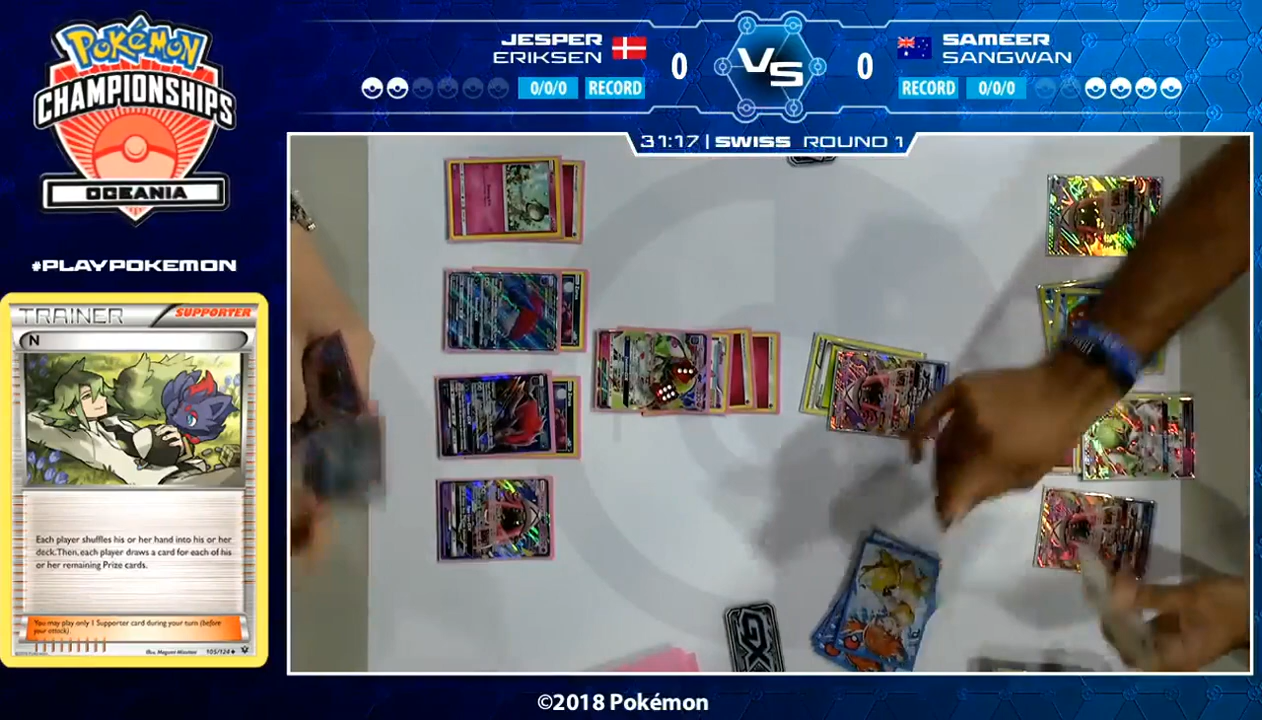 Pokémon
CHAMPIONSHIPS
OCEANIA
#PLAYPOKEMON
JESPER
ERIKSEN
0
0/0/0
RECORD
VS
0
SAMEER
SANGWAN
RECORD
0/0/0
31:17 | SWISS ROUND 1
TRAINER
SUPPORTER
N
Each player shuffles his or her hand into his or her
deck. Then, each player draws a card for each of his
or her remaining Prize cards.
You may play only 1 Supporter card during your turn (before
your attack).
105/124
GX
©2018 Pokémon